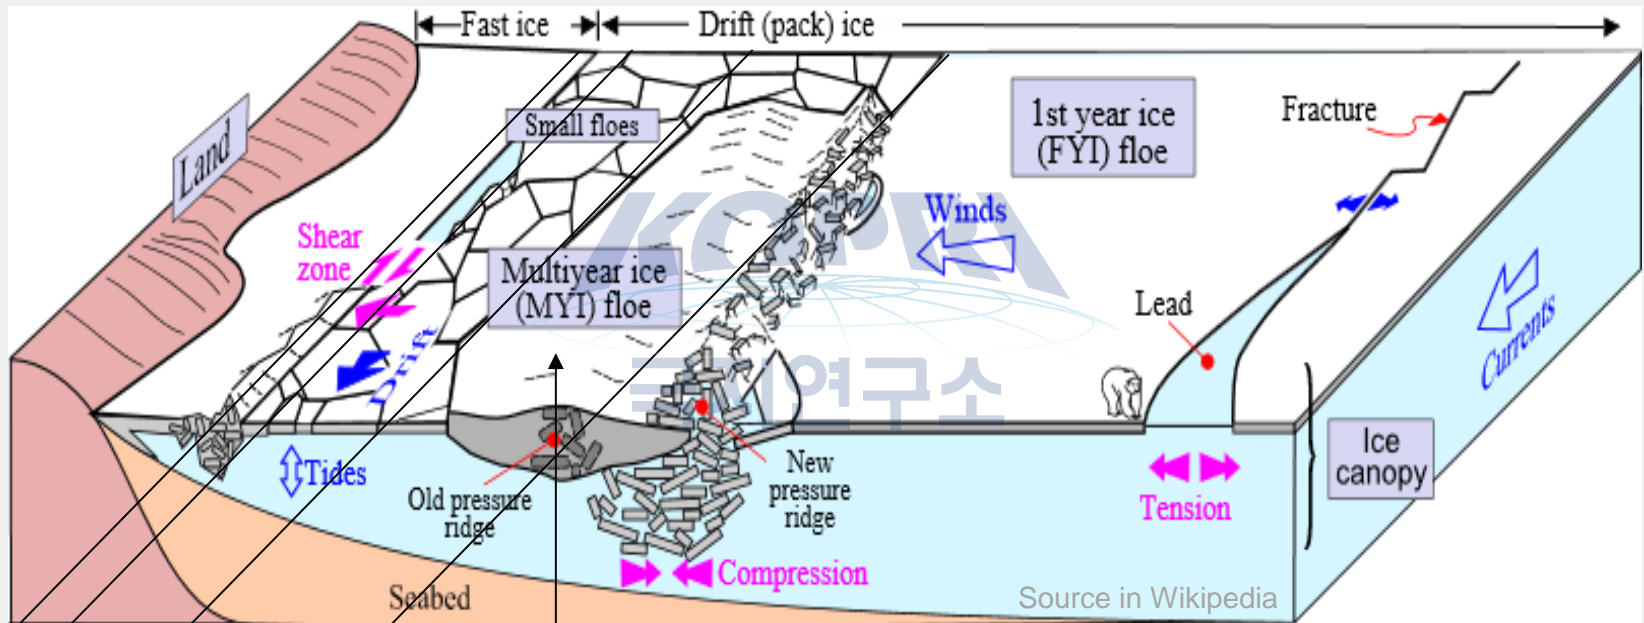 Fast ice
Drift (pack) ice
Land
Small floes
1st year ice
(FYI) floe
Fracture
Shear
zone
Winds
Multiyear ice
(MYI) floe
KOPRI
극지연구소
Drift
Lead
Currents
Ice
canopy
Tides
Old pressure
ridge
New
pressure
ridge
Tension
Compression
Seabed
Source in Wikipedia